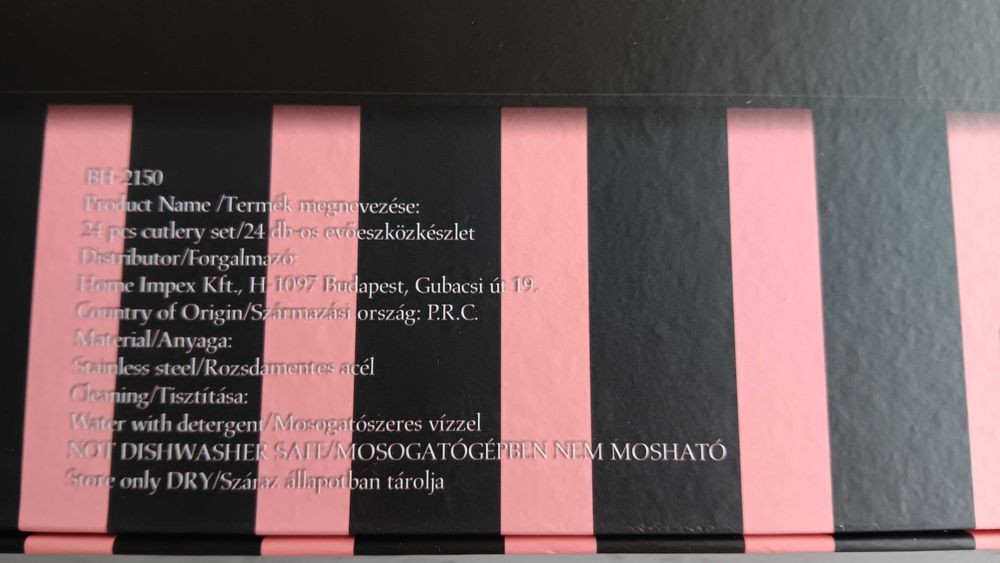 BH-2150
Product Name /Termék megnevezése:
24 pcs cutlery set/24 db-os evőeszközkészlet
Distributor/Forgalmazó:
Home Impex Kft., H-1097 Budapest, Gubacsi út 19.
Country of Origin/Származási ország: P.R.C.
Material/Anyaga:
Stainless steel/Rozsdamentes acél
Cleaning/Tisztítása:
Water with detergent/Mosogatószeres vízzel
NOT DISHWASHER SAFE/MOSOGATÓGÉPBEN NEM MOSHATÓ
Store only DRY/Száraz állapotban tárolja